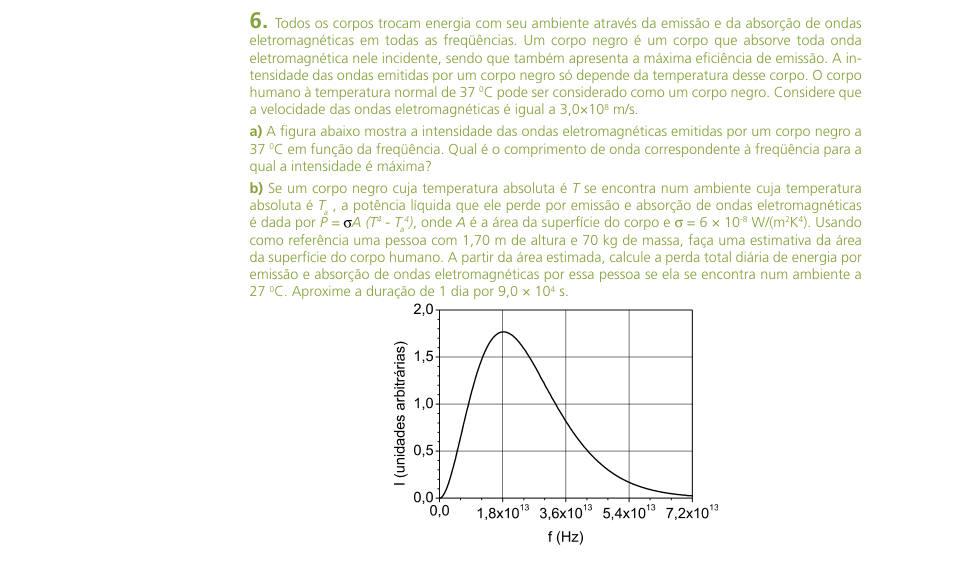 6. Todos os corpos trocam energia com seu ambiente através da emissão e da absorção de ondas
eletromagnéticas em todas as freqüências. Um corpo negro é um corpo que absorve toda onda
eletromagnética nele incidente, sendo que também apresenta a máxima eficiência de emissão. A in-
tensidade das ondas emitidas por um corpo negro só depende da temperatura desse corpo. O corpo
humano à temperatura normal de 37 ⁰C pode ser considerado como um corpo negro. Considere que
a velocidade das ondas eletromagnéticas é igual a 3,0×10⁸ m/s.
a) A figura abaixo mostra a intensidade das ondas eletromagnéticas emitidas por um corpo negro a
37 ⁰C em função da freqüência. Qual é o comprimento de onda correspondente à freqüência para a
qual a intensidade é máxima?
b) Se um corpo negro cuja temperatura absoluta é T se encontra num ambiente cuja temperatura
absoluta é Tₐ , a potência líquida que ele perde por emissão e absorção de ondas eletromagnéticas
é dada por P = σA (T⁴ - Tₐ⁴), onde A é a área da superfície do corpo e σ = 6 × 10⁻⁸ W/(m²K⁴). Usando
como referência uma pessoa com 1,70 m de altura e 70 kg de massa, faça uma estimativa da área
da superfície do corpo humano. A partir da área estimada, calcule a perda total diária de energia por
emissão e absorção de ondas eletromagnéticas por essa pessoa se ela se encontra num ambiente a
27 ⁰C. Aproxime a duração de 1 dia por 9,0 × 10⁴ s.
2,0
1,5
1,0
0,5
0,0
I (unidades arbitrárias)
0,0 1,8x10¹³ 3,6x10¹³ 5,4x10¹³ 7,2x10¹³
f (Hz)